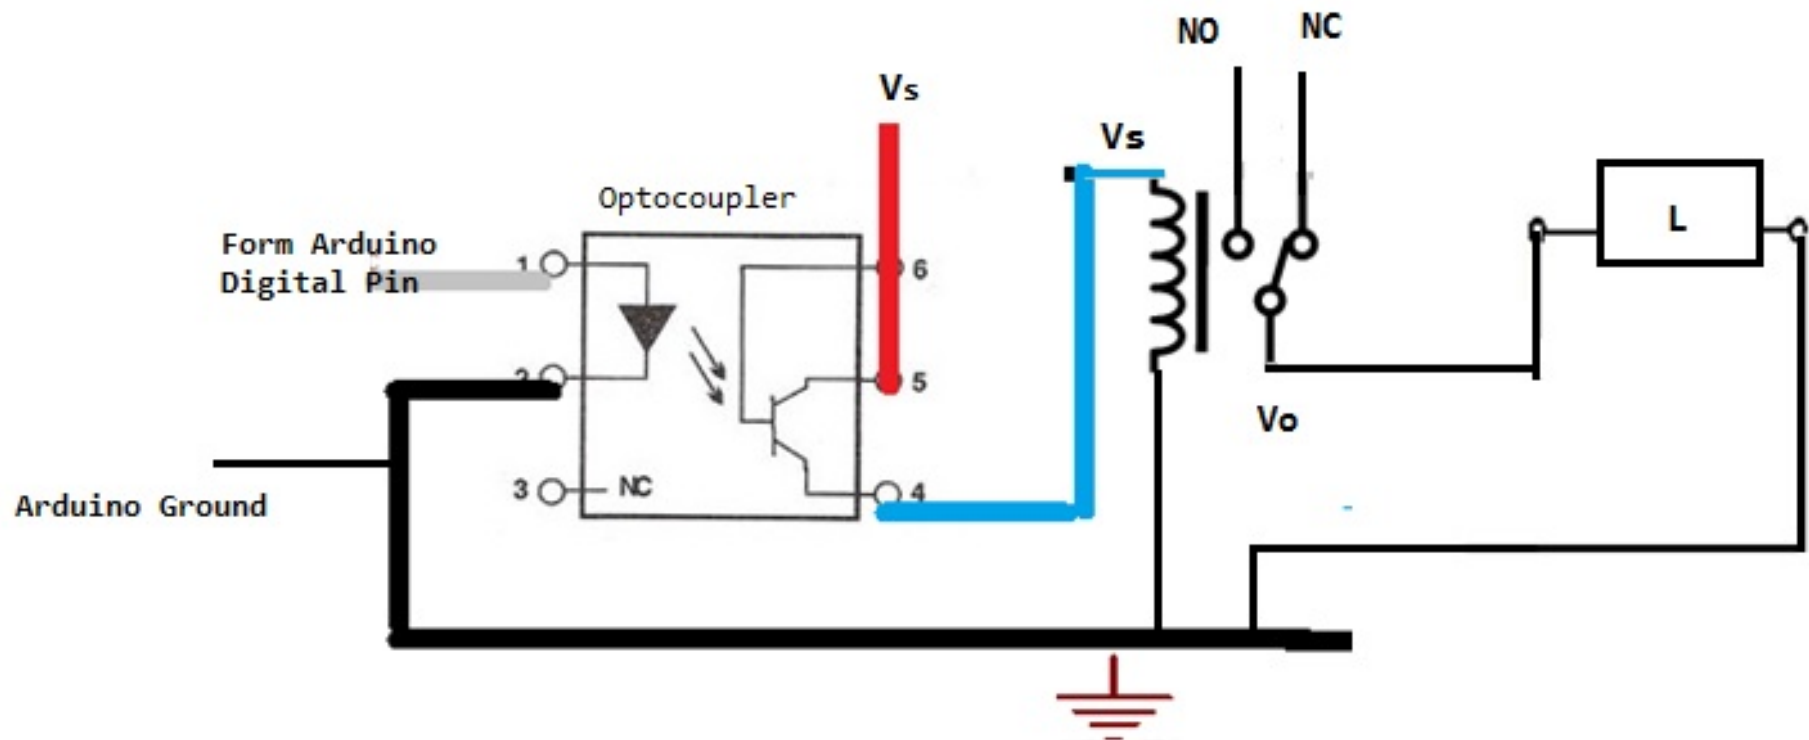 NO
NC
Vs
Vs
Optocoupler
Form Arduino
Digital Pin
1
6
L
2
5
Vo
3
NC
4
Arduino Ground